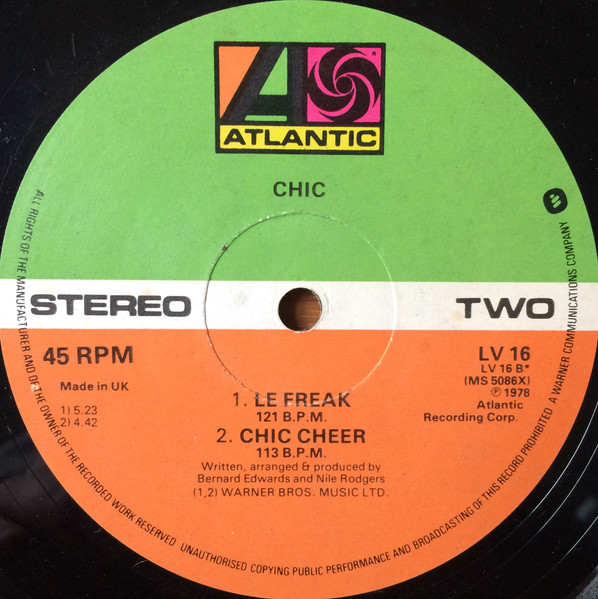 ATLANTIC
CHIC
STEREO
TWO
45 RPM
Made in UK
1) 5.23
2) 4.42
LV 16
LV 16 B*
(MS 5086X)
℗ 1978
Atlantic
Recording Corp.
1. LE FREAK
121 B.P.M.
2. CHIC CHEER
113 B.P.M.
Written, arranged & produced by
Bernard Edwards and Nile Rodgers
(1,2) WARNER BROS. MUSIC LTD.
ALL RIGHTS OF THE MANUFACTURER AND OF THE OWNER OF THE RECORDED WORK RESERVED UNAUTHORISED COPYING PUBLIC PERFORMANCE AND BROADCASTING OF THIS RECORD PROHIBITED A WARNER COMMUNICATIONS COMPANY